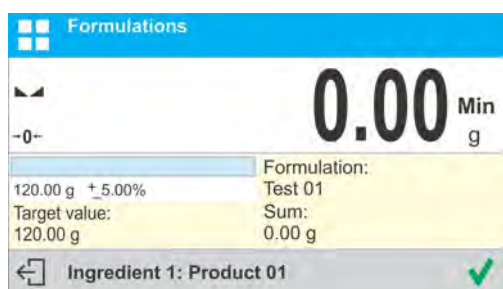 Formulations
0.00 Min
g
→0←
120.00 g ±5.00%
Target value:
120.00 g
Formulation:
Test 01
Sum:
0.00 g
Ingredient 1: Product 01